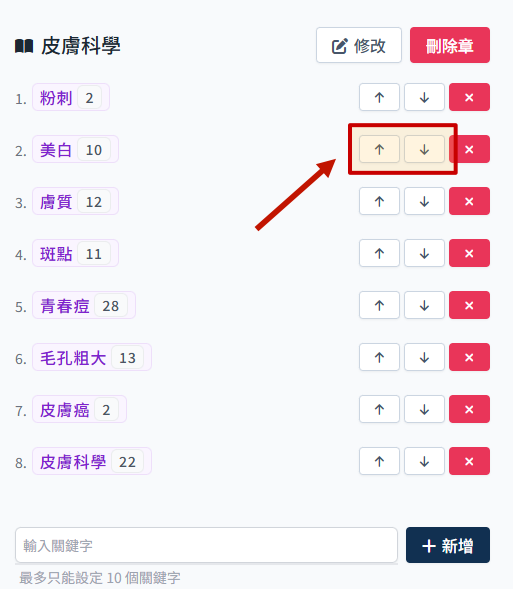 皮膚科學 修改 刪除章
1. 粉刺 2 ↑ ↓ ×
2. 美白 10 ↑ ↓ ×
3. 膚質 12 ↑ ↓ ×
4. 斑點 11 ↑ ↓ ×
5. 青春痘 28 ↑ ↓ ×
6. 毛孔粗大 13 ↑ ↓ ×
7. 皮膚癌 2 ↑ ↓ ×
8. 皮膚科學 22 ↑ ↓ ×
輸入關鍵字 + 新增
最多只能設定 10 個關鍵字